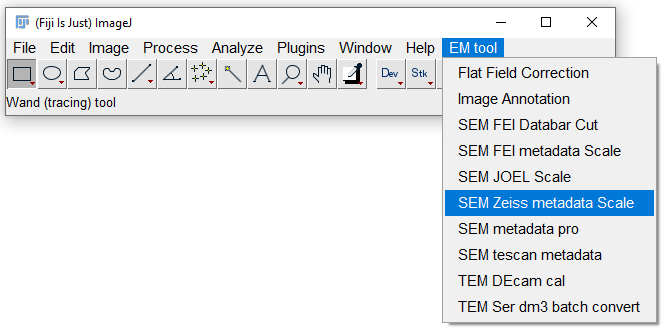 (Fiji Is Just) ImageJ
File Edit Image Process Analyze Plugins Window Help EM tool
A Dev Stk
Wand (tracing) tool
Flat Field Correction
Image Annotation
SEM FEI Databar Cut
SEM FEI metadata Scale
SEM JOEL Scale
SEM Zeiss metadata Scale
SEM metadata pro
SEM tescan metadata
TEM DEcam cal
TEM Ser dm3 batch convert